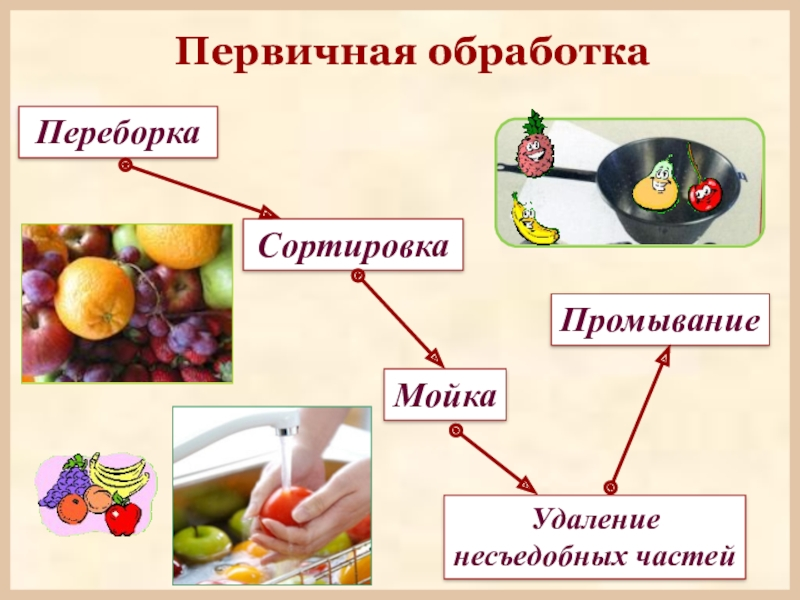 Первичная обработка
Переборка
Сортировка
Мойка
Удаление
несъедобных частей
Промывание